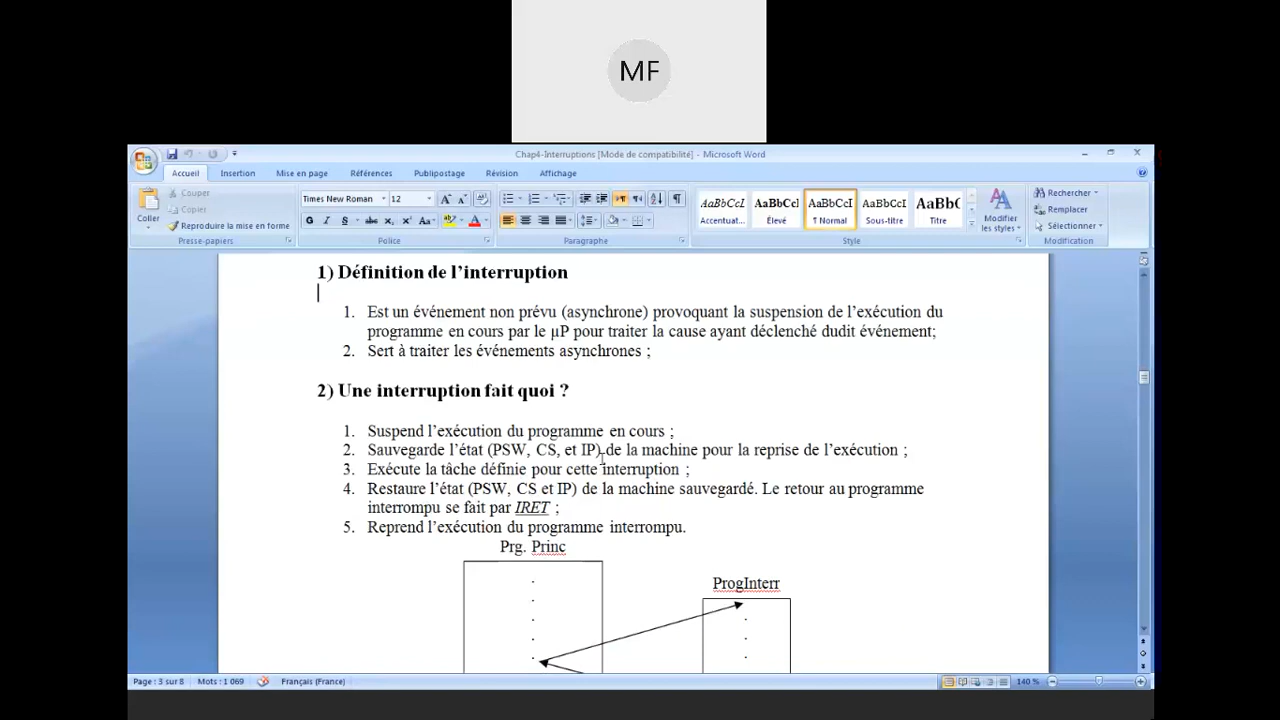 MF
Chap4-Interruptions [Mode de compatibilité] - Microsoft Word
Accueil Insertion Mise en page Références Publipostage Révision Affichage
Coller
Couper
Copier
Reproduire la mise en forme
Presse-papiers
Times New Roman 12
G I S abc x₂ x² Aa
Police
Paragraphe
AaBbCcI AaBbCcI AaBbCcI AaBbCcI AaBb(
Accentuat... Élevé ¶ Normal Sous-titre Titre
Style
Modifier les styles
Rechercher
Remplacer
Sélectionner
Modification
1) Définition de l’interruption
1. Est un événement non prévu (asynchrone) provoquant la suspension de l’exécution du
programme en cours par le µP pour traiter la cause ayant déclenché dudit événement;
2. Sert à traiter les événements asynchrones ;
2) Une interruption fait quoi ?
1. Suspend l’exécution du programme en cours ;
2. Sauvegarde l’état (PSW, CS, et IP) de la machine pour la reprise de l’exécution ;
3. Exécute la tâche définie pour cette interruption ;
4. Restaure l’état (PSW, CS et IP) de la machine sauvegardé. Le retour au programme
interrompu se fait par IRET ;
5. Reprend l’exécution du programme interrompu.
Prg. Princ
ProgInterr
Page : 3 sur 8 Mots : 1 069 Français (France) 140 %